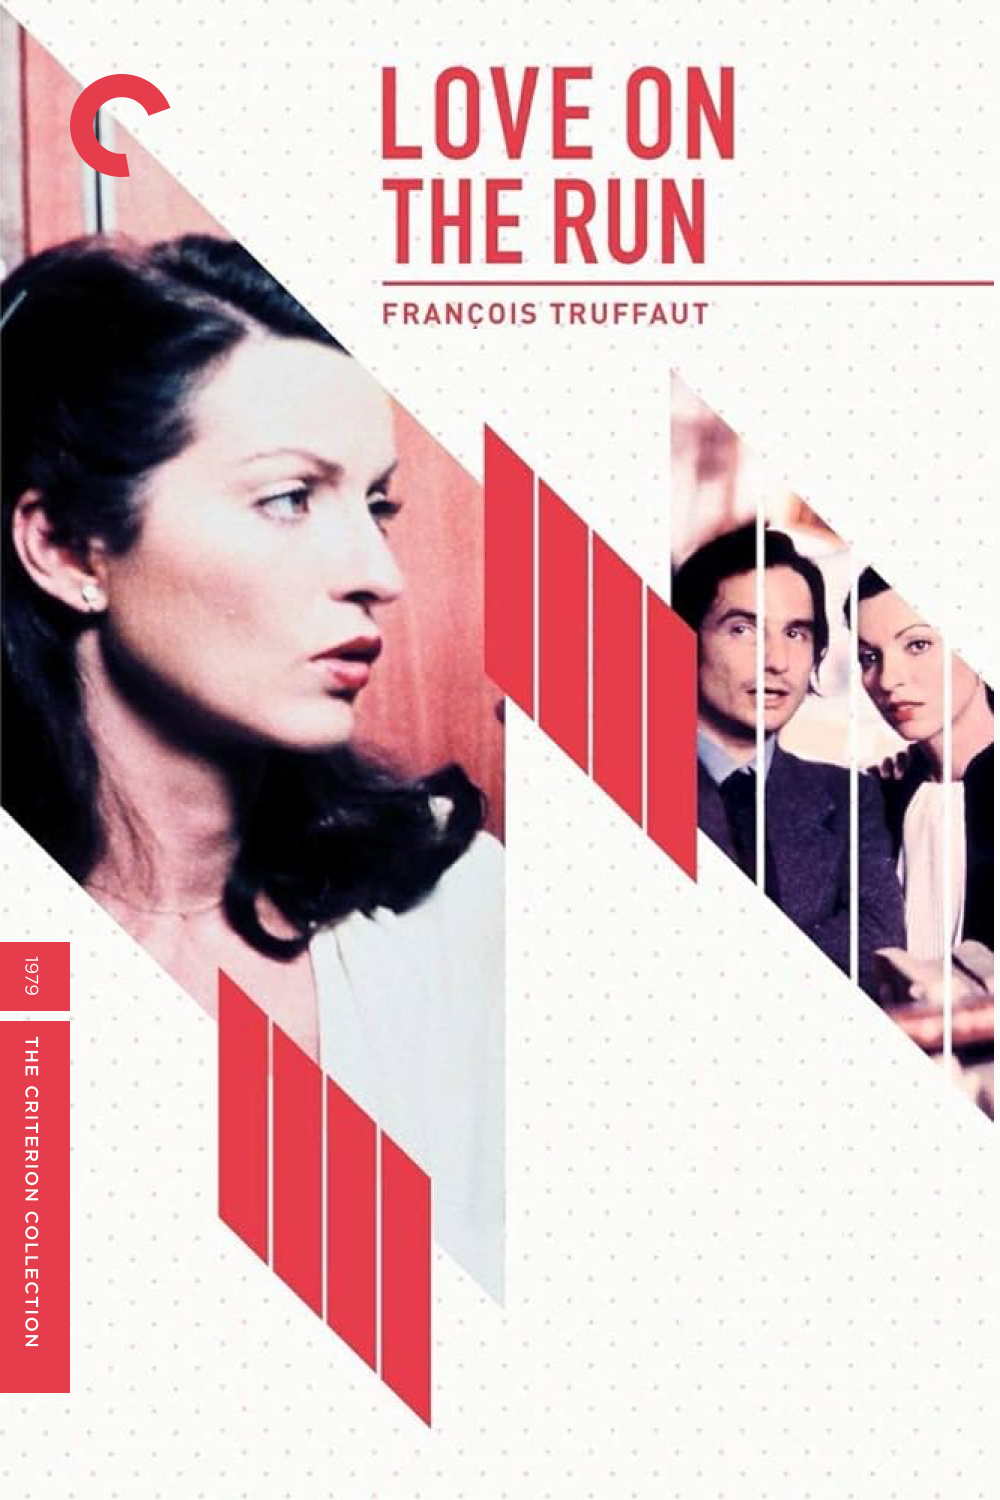 LOVE ON
THE RUN
FRANÇOIS TRUFFAUT
1979
THE CRITERION COLLECTION